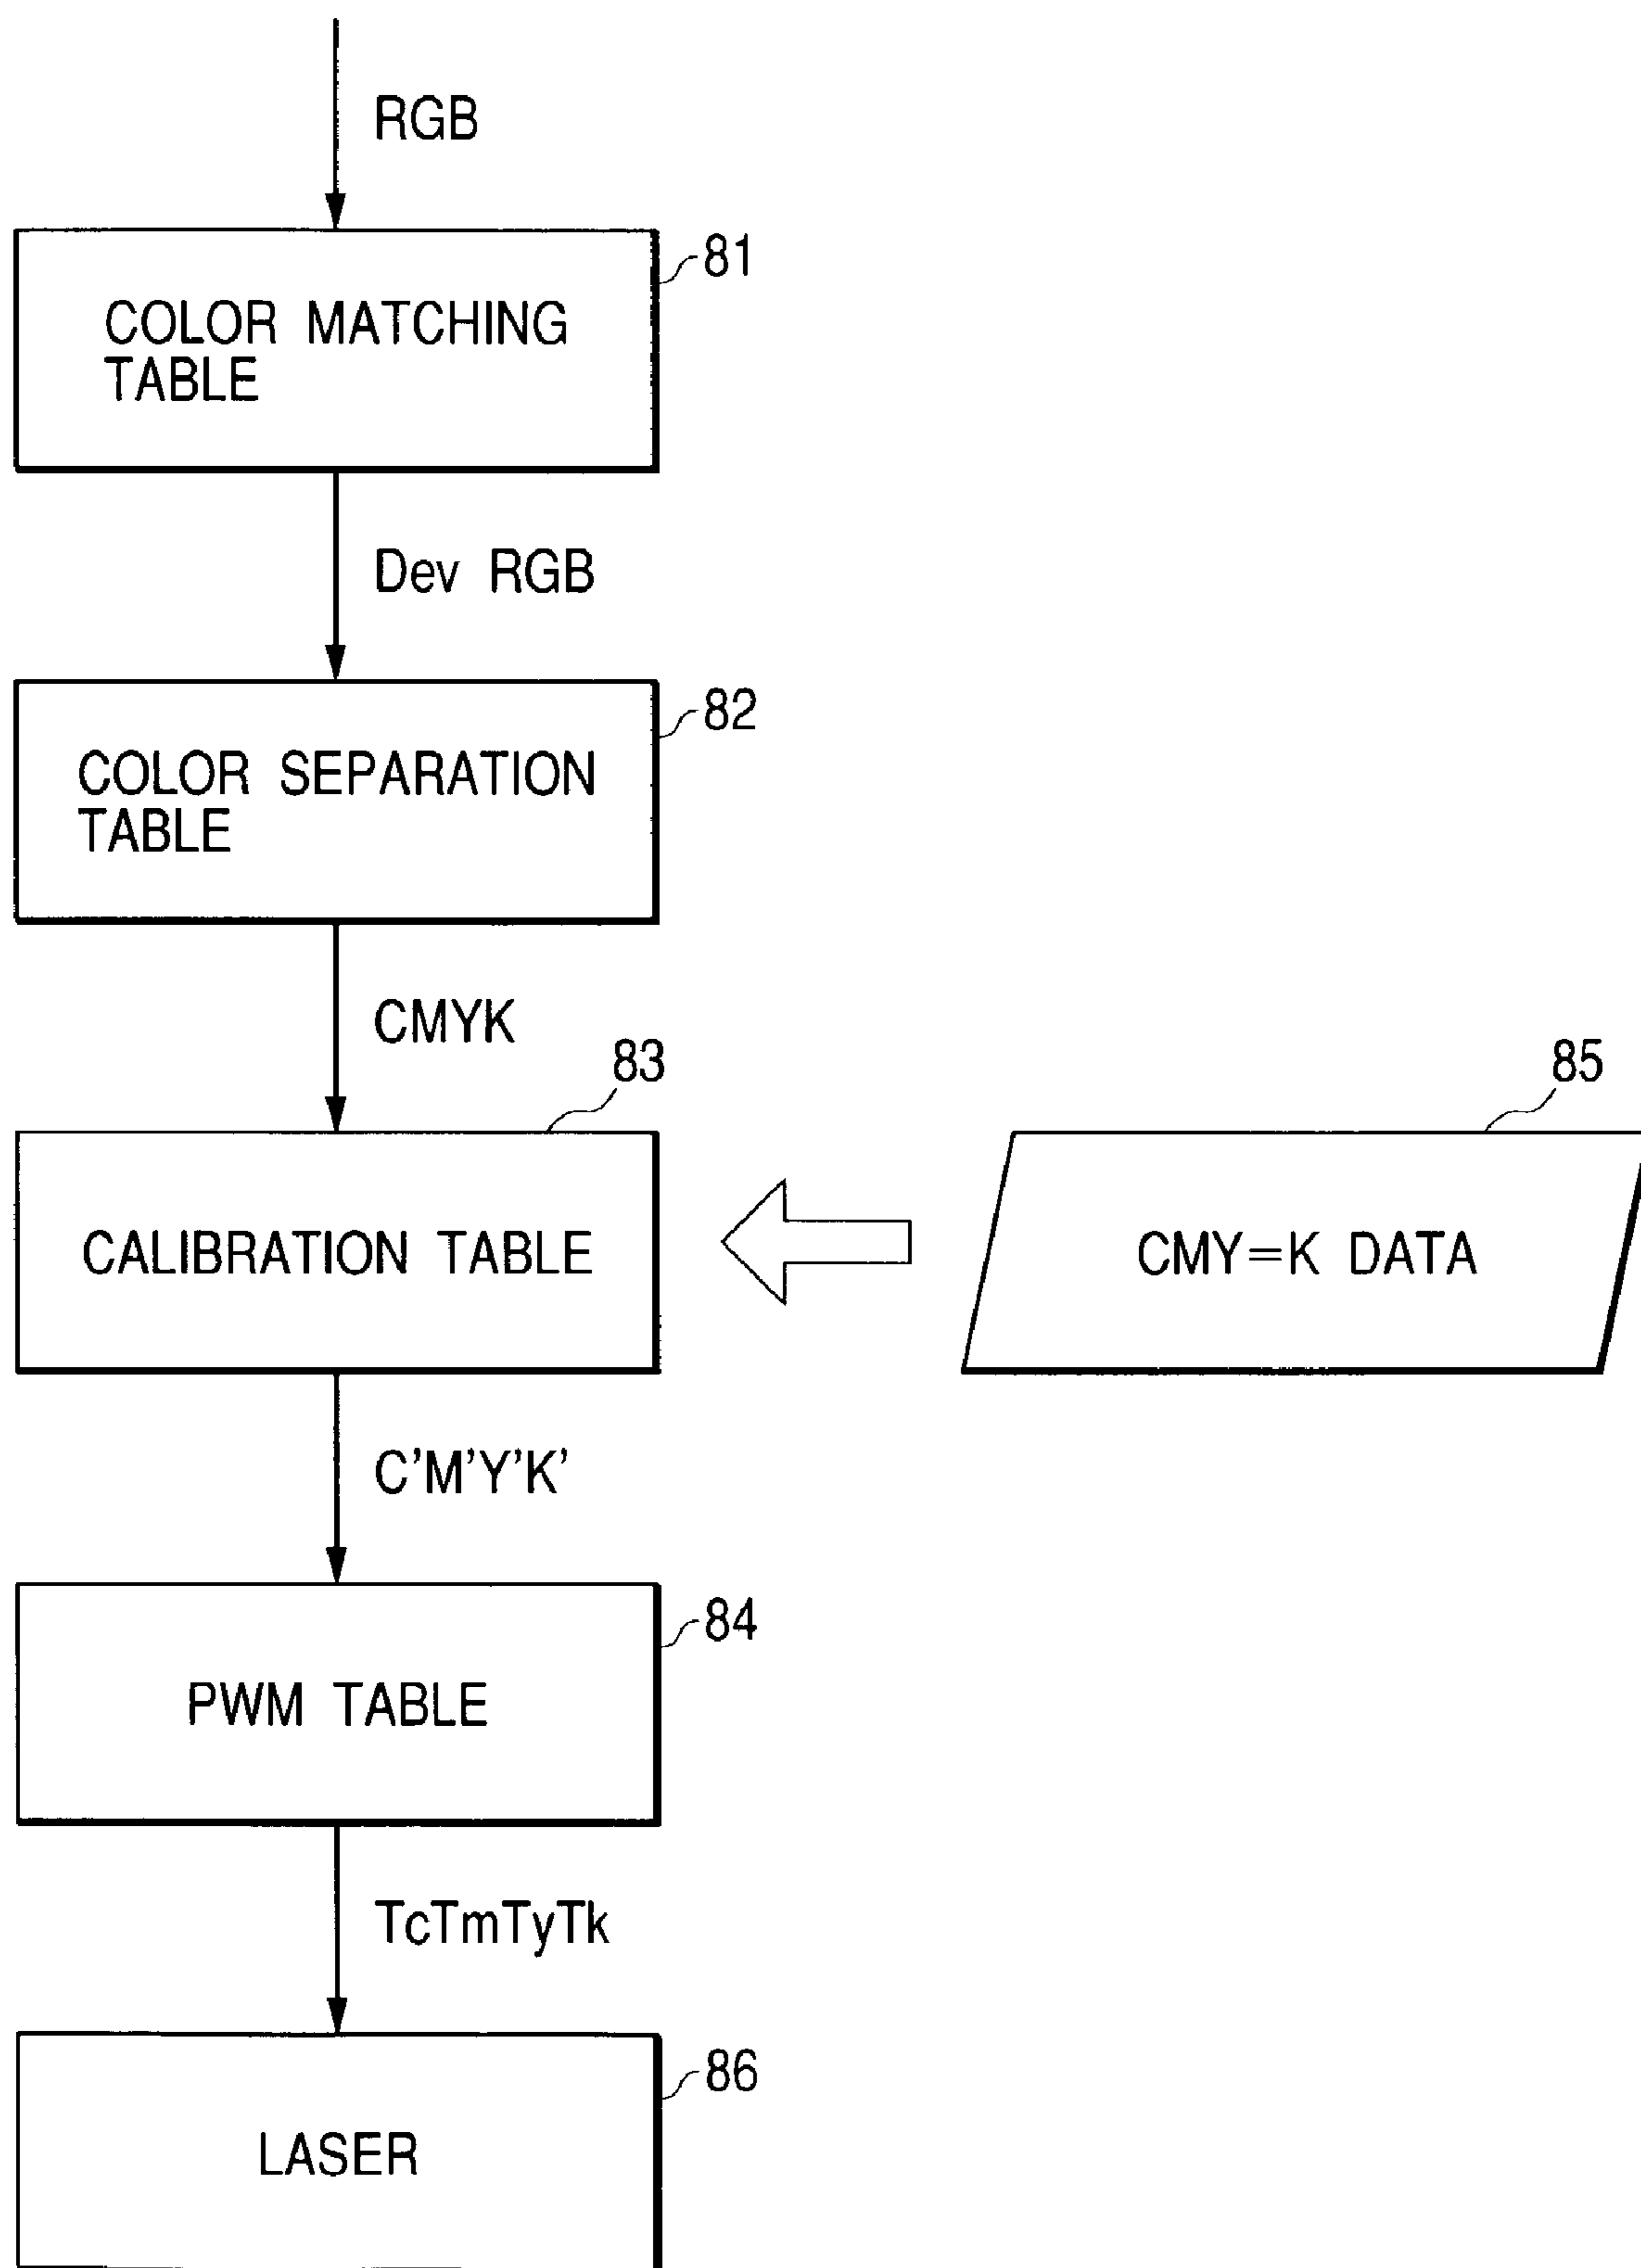 RGB
81
COLOR MATCHING
TABLE
Dev RGB
82
COLOR SEPARATION
TABLE
CMYK
83
85
CALIBRATION TABLE
CMY=K DATA
C'M'Y'K'
84
PWM TABLE
TcTmTyTk
86
LASER